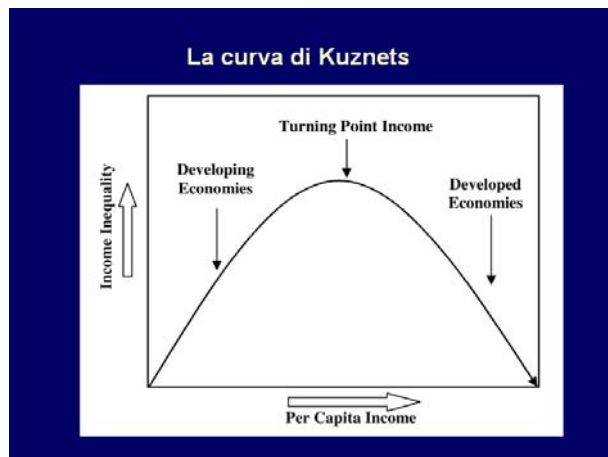 La curva di Kuznets
Turning Point Income
Developing
Economies
Developed
Economies
Income Inequality
Per Capita Income